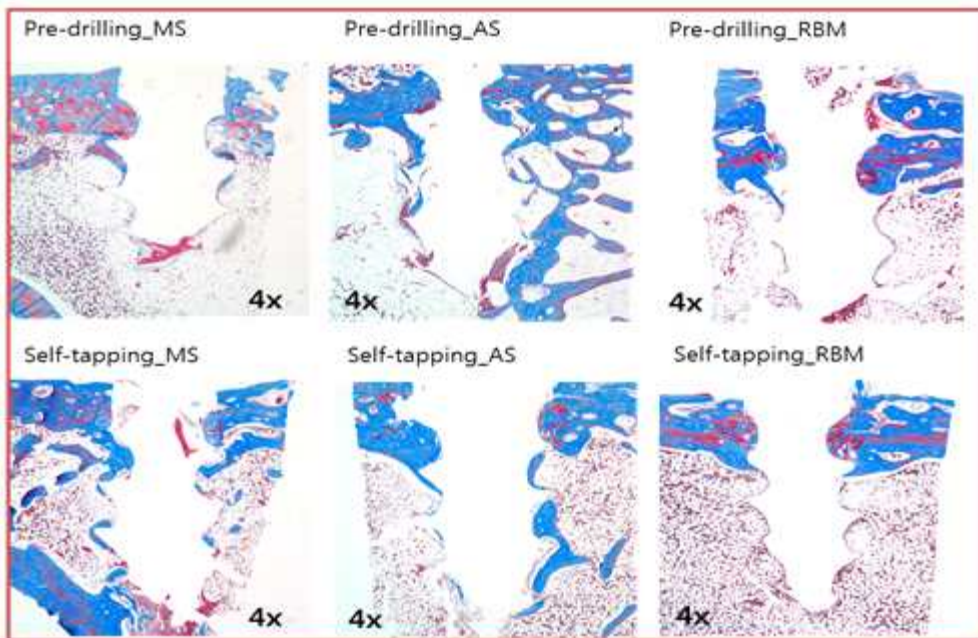 Pre-drilling_MS
Pre-drilling_AS
Pre-drilling_RBM
4x
4x
4x
Self-tapping_MS
Self-tapping_AS
Self-tapping_RBM
4x
4x
4x